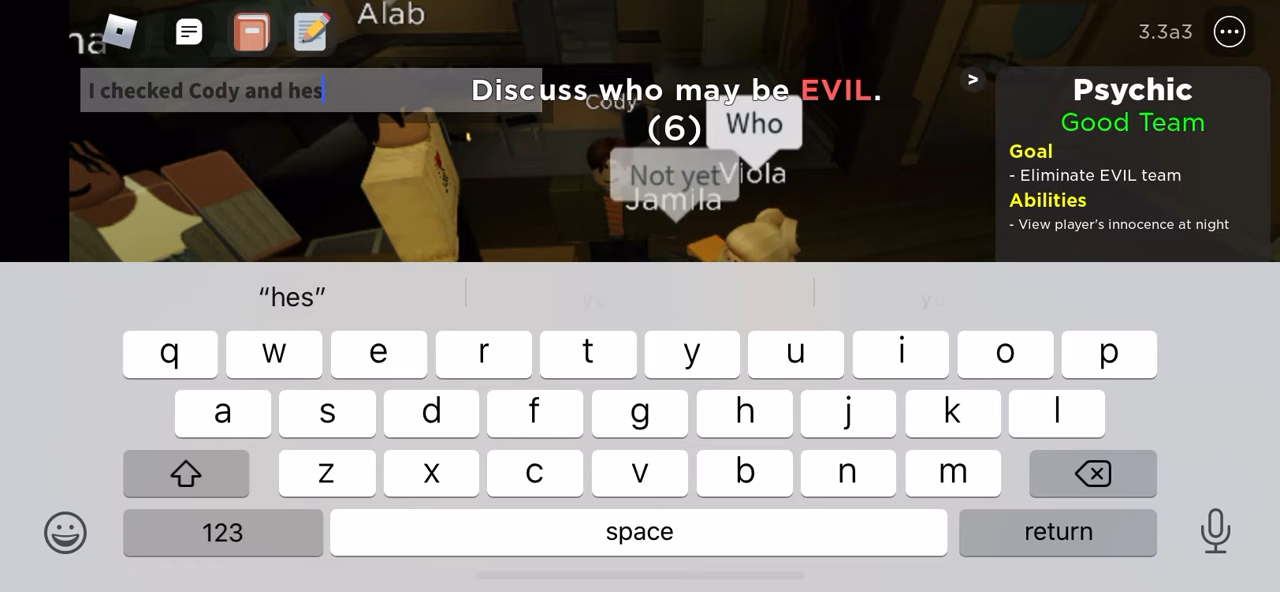 na
Alab
3.3a3
I checked Cody and hes
Discuss who may be EVIL.
(6)
Cody
Who
Not yet
Viola
Jamila
>
Psychic
Good Team
Goal
- Eliminate EVIL team
Abilities
- View player's innocence at night
“hes”
q w e r t y u i o p
a s d f g h j k l
z x c v b n m
123 space return